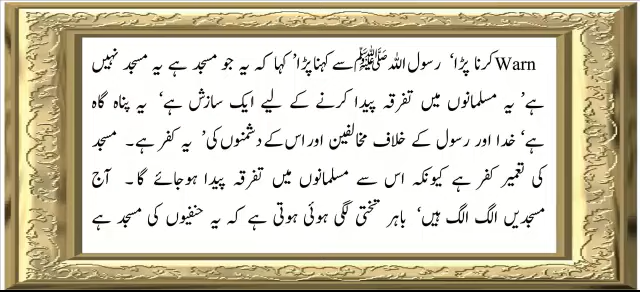 Warn کرنا پڑا‘ رسول اللہ ﷺسے کہنا پڑا’ کہا کہ یہ جو مسجد ہے یہ مسجد نہیں
ہے’ یہ مسلمانوں میں تفرقہ پیدا کرنے کے لیے ایک سازش ہے‘ یہ پناہ گاہ
ہے‘ خدا اور رسول کے خلاف مخالفین اور اس کے دشمنوں کی’ یہ کفر ہے۔ مسجد
کی تعمیر کفر ہے کیونکہ اس سے مسلمانوں میں تفرقہ پیدا ہوجائے گا۔ آج
مسجدیں الگ الگ ہیں‘ باہر تختی لگی ہوئی ہوتی ہے کہ یہ حنفیوں کی مسجد ہے